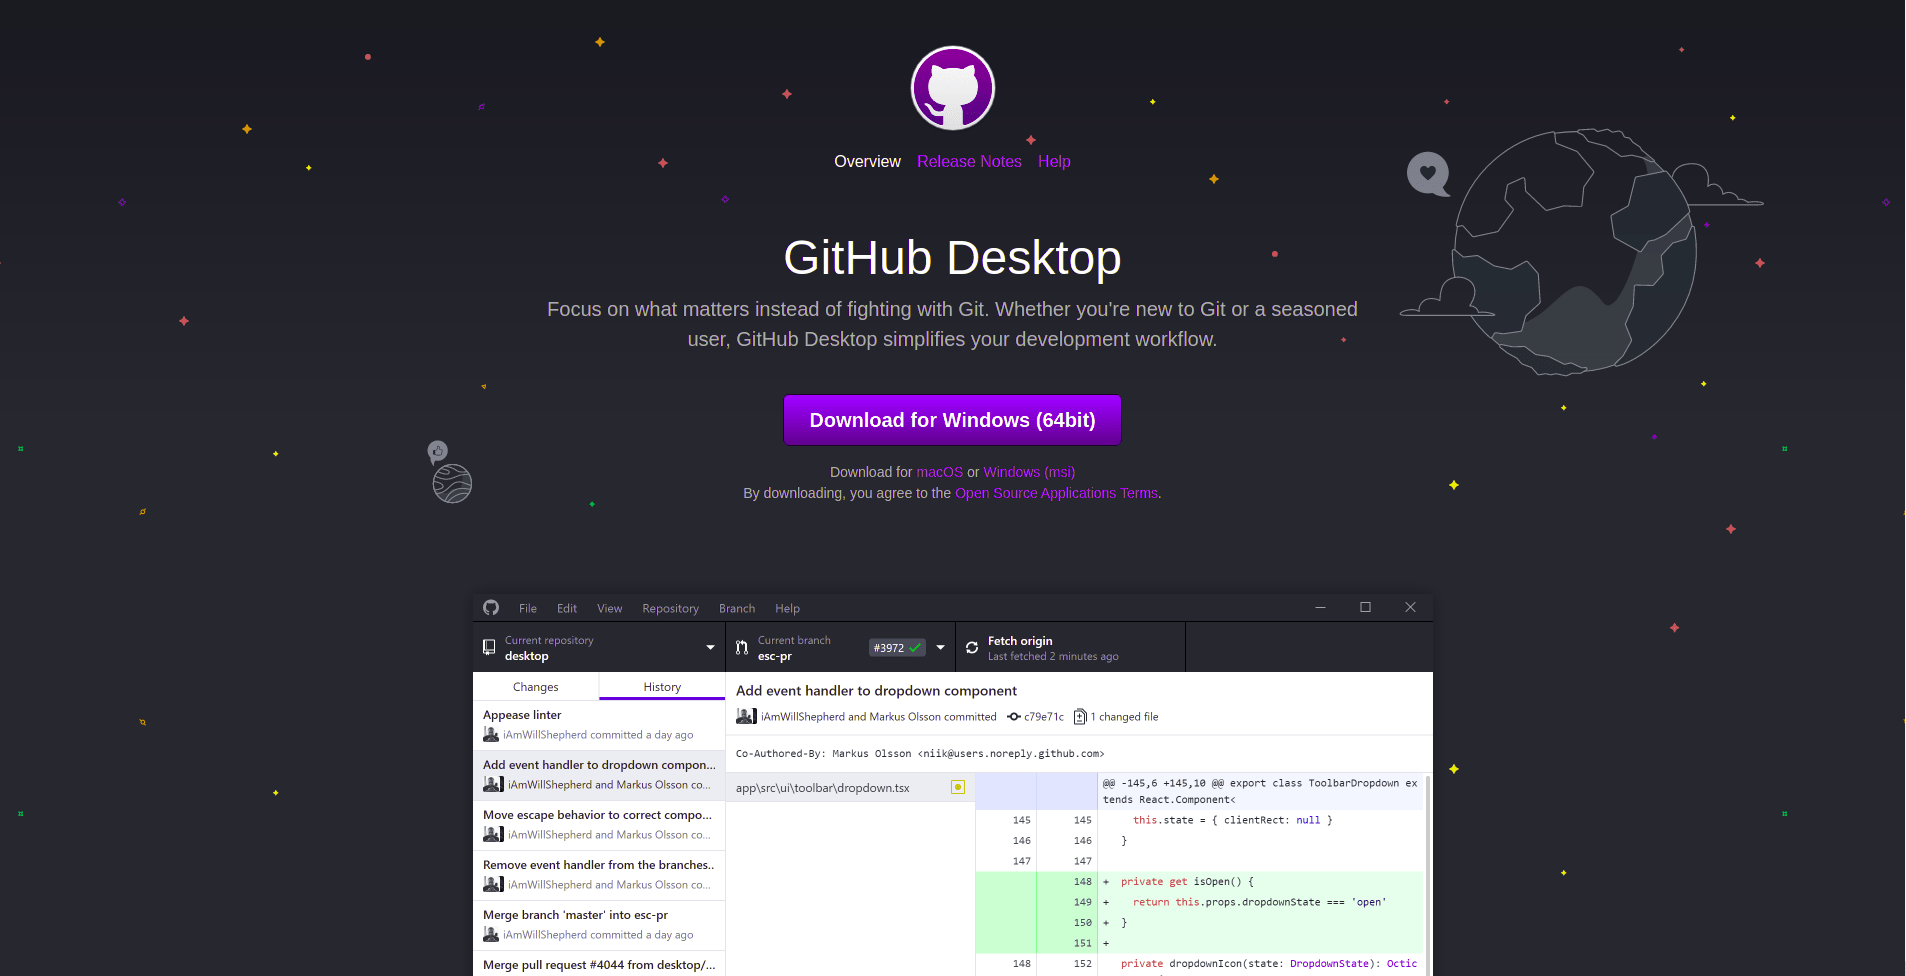 Overview Release Notes Help
GitHub Desktop
Focus on what matters instead of fighting with Git. Whether you're new to Git or a seasoned
user, GitHub Desktop simplifies your development workflow.
Download for Windows (64bit)
Download for macOS or Windows (msi)
By downloading, you agree to the Open Source Applications Terms.
File Edit View Repository Branch Help
Current repository
desktop
Current branch
esc-pr
#3972
Fetch origin
Last fetched 2 minutes ago
Changes History
Appease linter
iAmWillShepherd committed a day ago
Add event handler to dropdown compon...
iAmWillShepherd and Markus Olsson co...
Move escape behavior to correct compo...
iAmWillShepherd and Markus Olsson co...
Remove event handler from the branches..
iAmWillShepherd and Markus Olsson co...
Merge branch 'master' into esc-pr
iAmWillShepherd committed a day ago
Merge pull request #4044 from desktop/...
Add event handler to dropdown component
iAmWillShepherd and Markus Olsson committed c79e71c 1 changed file
Co-Authored-By: Markus Olsson <niik@users.noreply.github.com>
app\src\ui\toolbar\dropdown.tsx
@@ -145,6 +145,10 @@ export class ToolbarDropdown ex
tends React.Component<
145 145 this.state = { clientRect: null }
146 146 }
147 147
148 + private get isOpen() {
149 + return this.props.dropdownState === 'open'
150 + }
151 +
148 152 private dropdownIcon(state: DropdownState): Octic